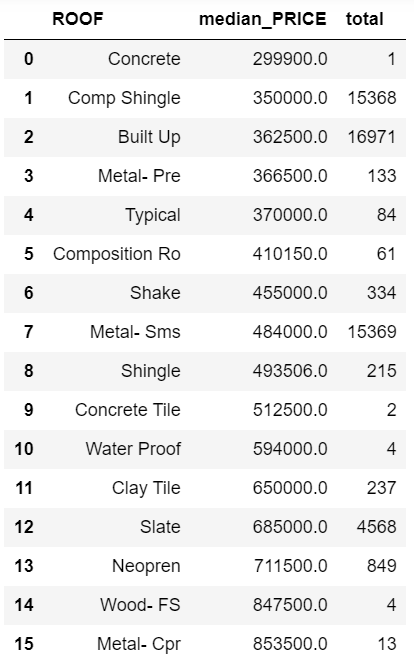 ROOF median_PRICE total
0 Concrete 299900.0 1
1 Comp Shingle 350000.0 15368
2 Built Up 362500.0 16971
3 Metal- Pre 366500.0 133
4 Typical 370000.0 84
5 Composition Ro 410150.0 61
6 Shake 455000.0 334
7 Metal- Sms 484000.0 15369
8 Shingle 493506.0 215
9 Concrete Tile 512500.0 2
10 Water Proof 594000.0 4
11 Clay Tile 650000.0 237
12 Slate 685000.0 4568
13 Neopren 711500.0 849
14 Wood- FS 847500.0 4
15 Metal- Cpr 853500.0 13